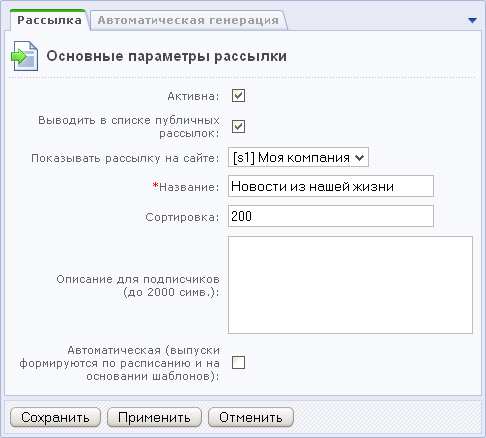 Рассылка Автоматическая генерация
Основные параметры рассылки
Активна:
Выводить в списке публичных
рассылок:
Показывать рассылку на сайте: [s1] Моя компания
*Название: Новости из нашей жизни
Сортировка: 200
Описание для подписчиков
(до 2000 симв.):
Автоматическая (выпуски
формируются по расписанию и на
основании шаблонов):
Сохранить Применить Отменить